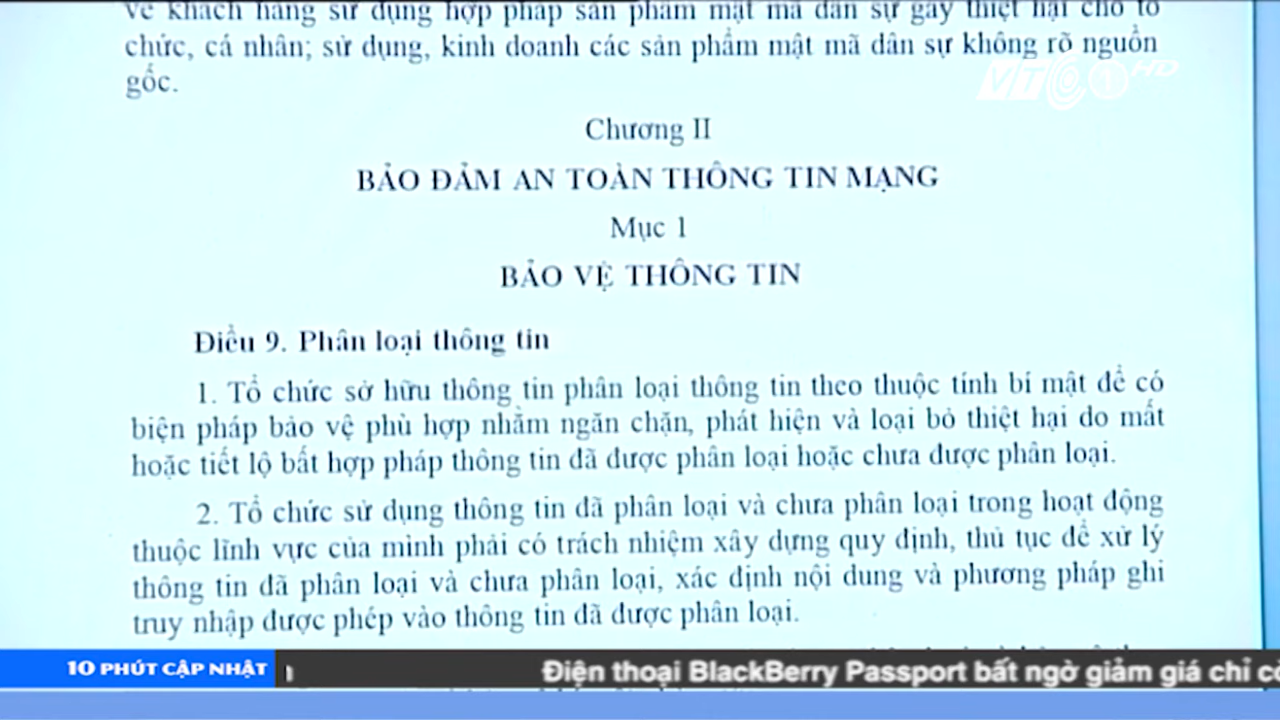 về khách hàng sử dụng hợp pháp sản phẩm mật mã dân sự gây thiệt hại cho tổ
chức, cá nhân; sử dụng, kinh doanh các sản phẩm mật mã dân sự không rõ nguồn
gốc.
VTC1 HD
Chương II
BẢO ĐẢM AN TOÀN THÔNG TIN MẠNG
Mục 1
BẢO VỆ THÔNG TIN
Điều 9. Phân loại thông tin
1. Tổ chức sở hữu thông tin phân loại thông tin theo thuộc tính bí mật để có
biện pháp bảo vệ phù hợp nhằm ngăn chặn, phát hiện và loại bỏ thiệt hại do mất
hoặc tiết lộ bất hợp pháp thông tin đã được phân loại hoặc chưa được phân loại.
2. Tổ chức sử dụng thông tin đã phân loại và chưa phân loại trong hoạt động
thuộc lĩnh vực của mình phải có trách nhiệm xây dựng quy định, thủ tục để xử lý
thông tin đã phân loại và chưa phân loại, xác định nội dung và phương pháp ghi
truy nhập được phép vào thông tin đã được phân loại.
10 PHÚT CẬP NHẬT
Điện thoại BlackBerry Passport bất ngờ giảm giá chỉ cò